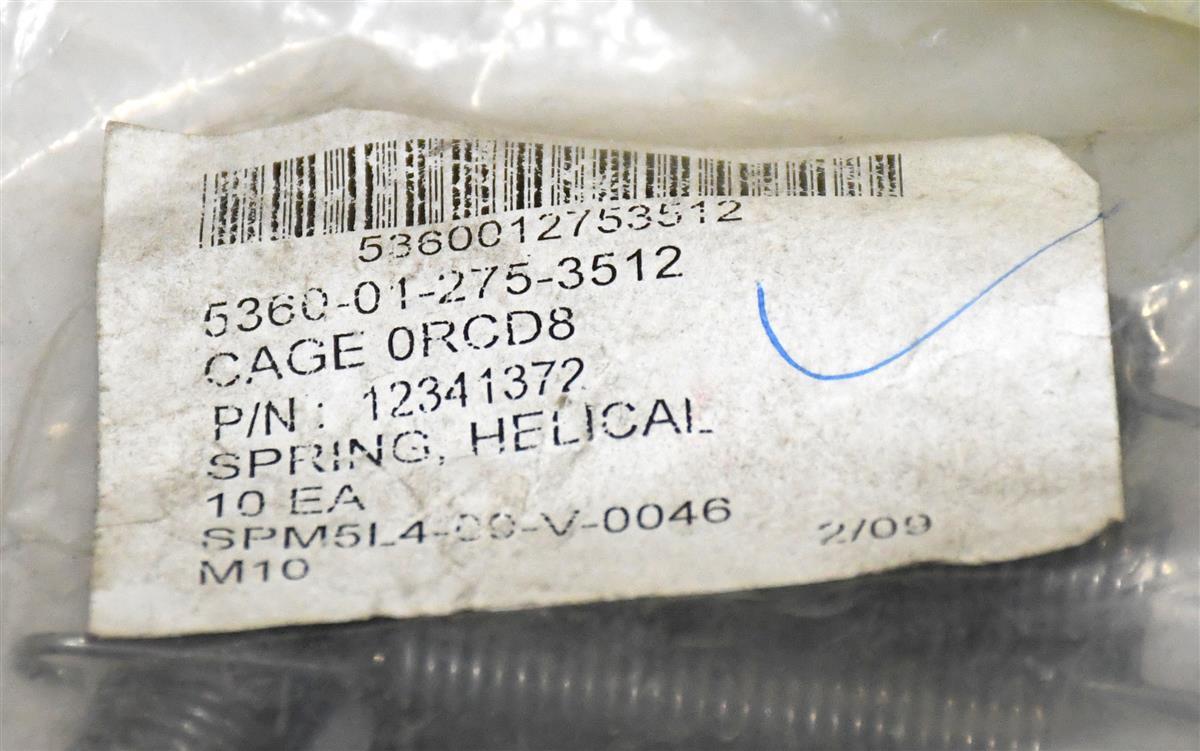 5360012753512
5360-01-275-3512
CAGE 0RCD8
P/N : 12341372
SPRING, HELICAL
10 EA
SPM5L4-09-V-0046 2/09
M10